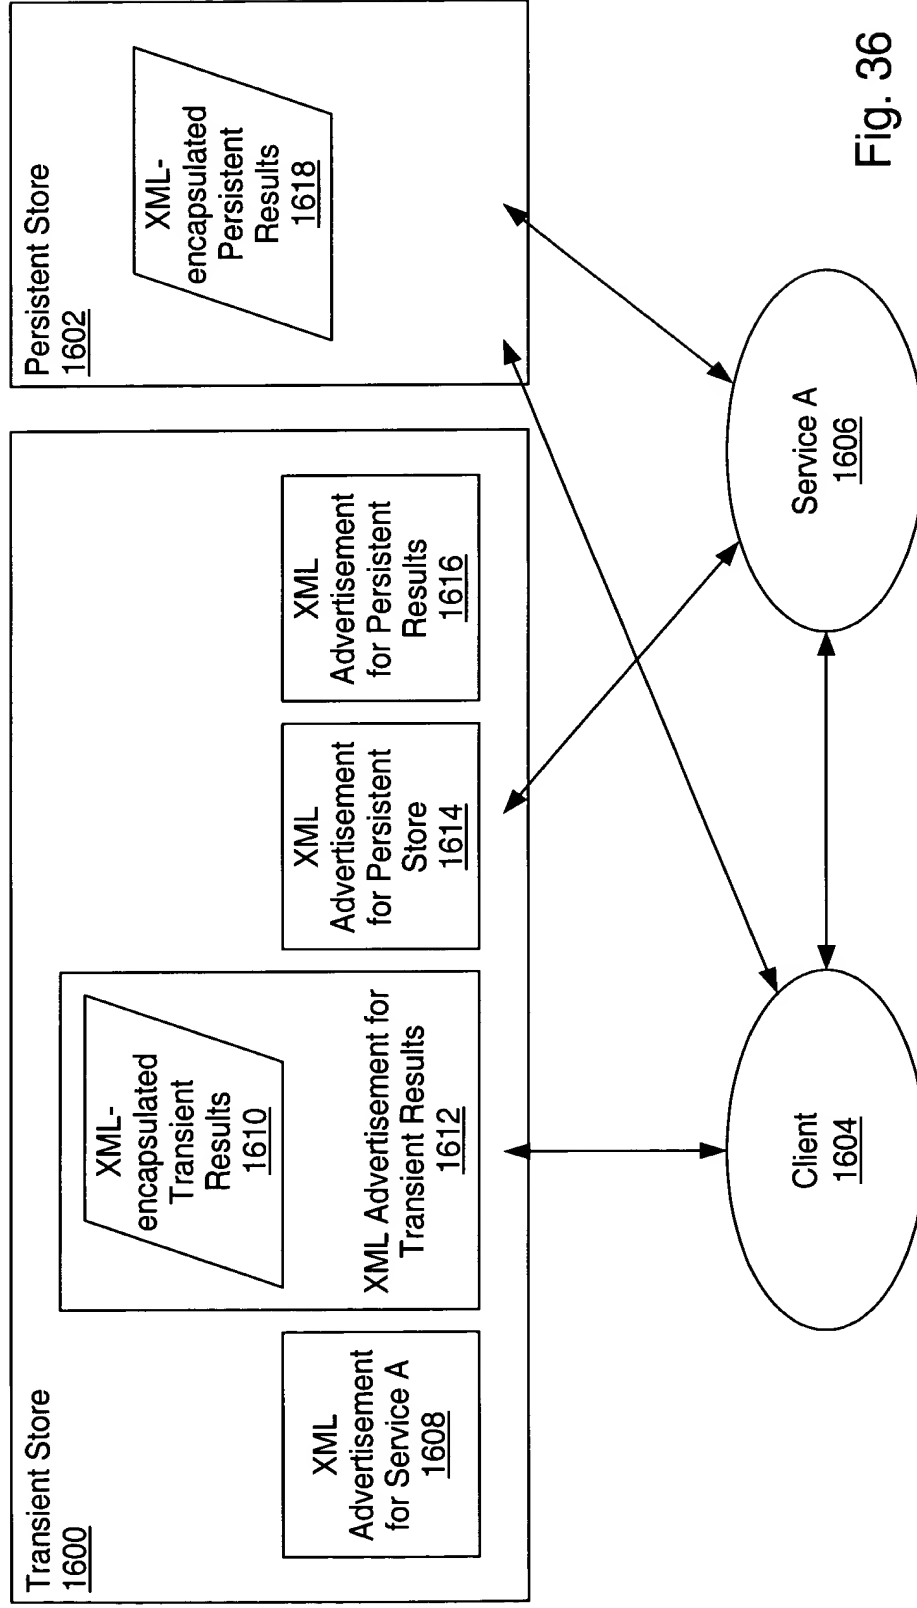 Transient Store
1600
XML
Advertisement
for Service A
1608
XML-
encapsulated
Transient
Results
1610
XML Advertisement for
Transient Results
1612
XML
Advertisement
for Persistent
Store
1614
XML
Advertisement
for Persistent
Results
1616
Persistent Store
1602
XML-
encapsulated
Persistent
Results
1618
Client
1604
Service A
1606
Fig. 36